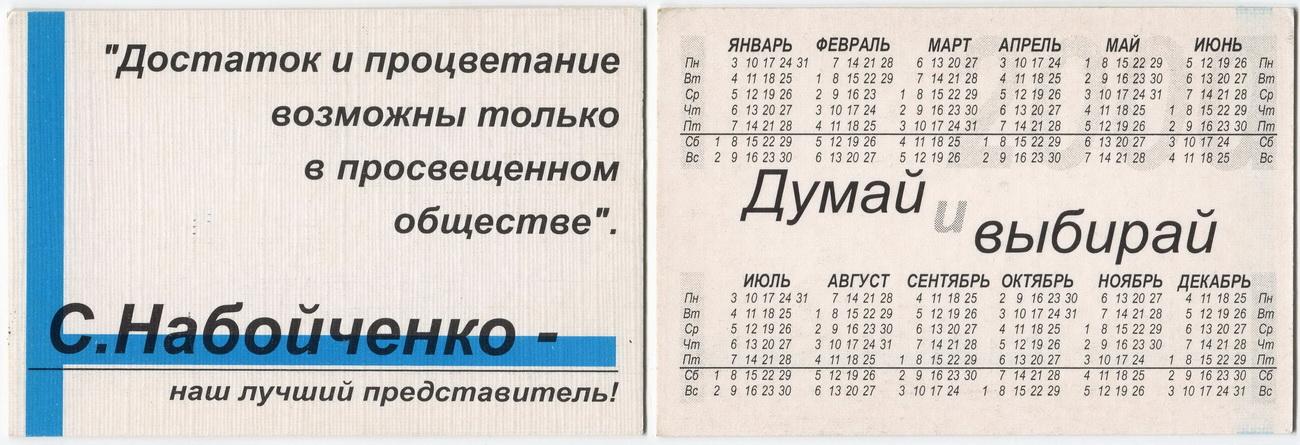 "Достаток и процветание
возможны только
в просвещенном
обществе".
С.Набойченко -
наш лучший представитель!
ЯНВАРЬ ФЕВРАЛЬ МАРТ АПРЕЛЬ МАЙ ИЮНЬ
Пн 3 10 17 24 31 7 14 21 28 6 13 20 27 3 10 17 24 1 8 15 22 29 5 12 19 26 Пн
Вт 4 11 18 25 1 8 15 22 29 7 14 21 28 4 11 18 25 2 9 16 23 30 6 13 20 27 Вт
Ср 5 12 19 26 2 9 16 23 1 8 15 22 29 5 12 19 26 3 10 17 24 31 7 14 21 28 Ср
Чт 6 13 20 27 3 10 17 24 2 9 16 23 30 6 13 20 27 4 11 18 25 1 8 15 22 29 Чт
Пт 7 14 21 28 4 11 18 25 3 10 17 24 31 7 14 21 28 5 12 19 26 2 9 16 23 30 Пт
Сб 1 8 15 22 29 5 12 19 26 4 11 18 25 1 8 15 22 29 6 13 20 27 3 10 17 24 Сб
Вс 2 9 16 23 30 6 13 20 27 5 12 19 26 2 9 16 23 30 7 14 21 28 4 11 18 25 Вс
Думай и выбирай
ИЮЛЬ АВГУСТ СЕНТЯБРЬ ОКТЯБРЬ НОЯБРЬ ДЕКАБРЬ
Пн 3 10 17 24 31 7 14 21 28 4 11 18 25 2 9 16 23 30 6 13 20 27 4 11 18 25 Пн
Вт 4 11 18 25 1 8 15 22 29 5 12 19 26 3 10 17 24 31 7 14 21 28 5 12 19 26 Вт
Ср 5 12 19 26 2 9 16 23 30 6 13 20 27 4 11 18 25 1 8 15 22 29 6 13 20 27 Ср
Чт 6 13 20 27 3 10 17 24 31 7 14 21 28 5 12 19 26 2 9 16 23 30 7 14 21 28 Чт
Пт 7 14 21 28 4 11 18 25 1 8 15 22 29 6 13 20 27 3 10 17 24 1 8 15 22 29 Пт
Сб 1 8 15 22 29 5 12 19 26 2 9 16 23 30 7 14 21 28 4 11 18 25 2 9 16 23 30 Сб
Вс 2 9 16 23 30 6 13 20 27 3 10 17 24 1 8 15 22 29 5 12 19 26 3 10 17 24 31 Вс